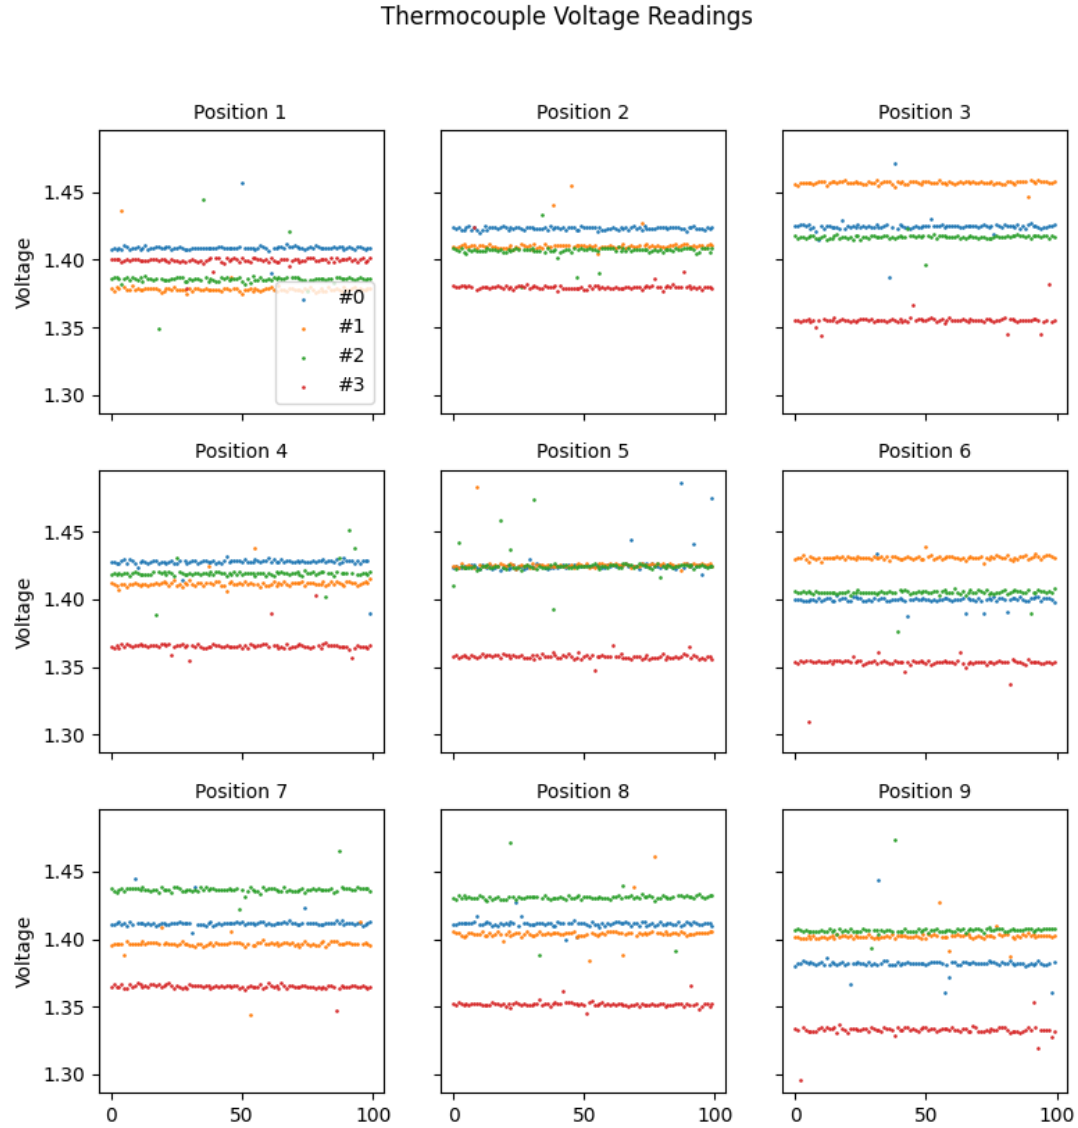 Thermocouple Voltage Readings
Position 1
Position 2
Position 3
1.45
1.40
1.35
1.30
Voltage
#0
#1
#2
#3
Position 4
Position 5
Position 6
1.45
1.40
1.35
1.30
Voltage
Position 7
Position 8
Position 9
1.45
1.40
1.35
1.30
Voltage
0
50
100
0
50
100
0
50
100